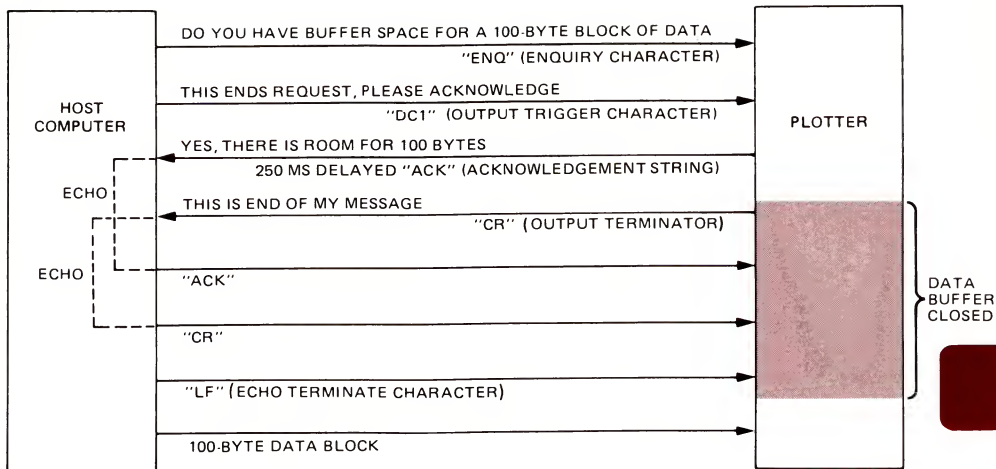 DO YOU HAVE BUFFER SPACE FOR A 100-BYTE BLOCK OF DATA
"ENQ" (ENQUIRY CHARACTER)
THIS ENDS REQUEST, PLEASE ACKNOWLEDGE
"DC1" (OUTPUT TRIGGER CHARACTER)
HOST
COMPUTER
PLOTTER
YES, THERE IS ROOM FOR 100 BYTES
250 MS DELAYED "ACK" (ACKNOWLEDGEMENT STRING)
ECHO
THIS IS END OF MY MESSAGE
"CR" (OUTPUT TERMINATOR)
ECHO
"ACK"
DATA
BUFFER
CLOSED
"CR"
"LF" (ECHO TERMINATE CHARACTER)
100-BYTE DATA BLOCK